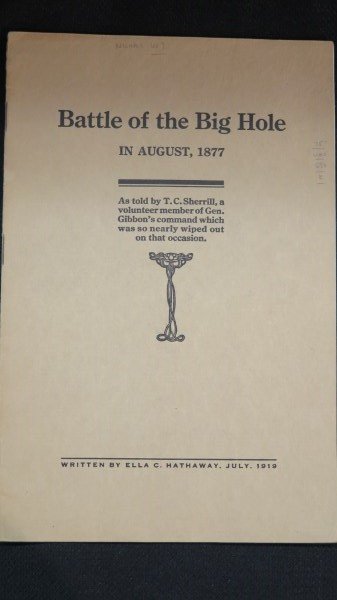 Battle of the Big Hole
IN AUGUST, 1877
As told by T. C. Sherrill, a
volunteer member of Gen.
Gibbon's command which
was so nearly wiped out
on that occasion.
WRITTEN BY ELLA C. HATHAWAY, JULY, 1919